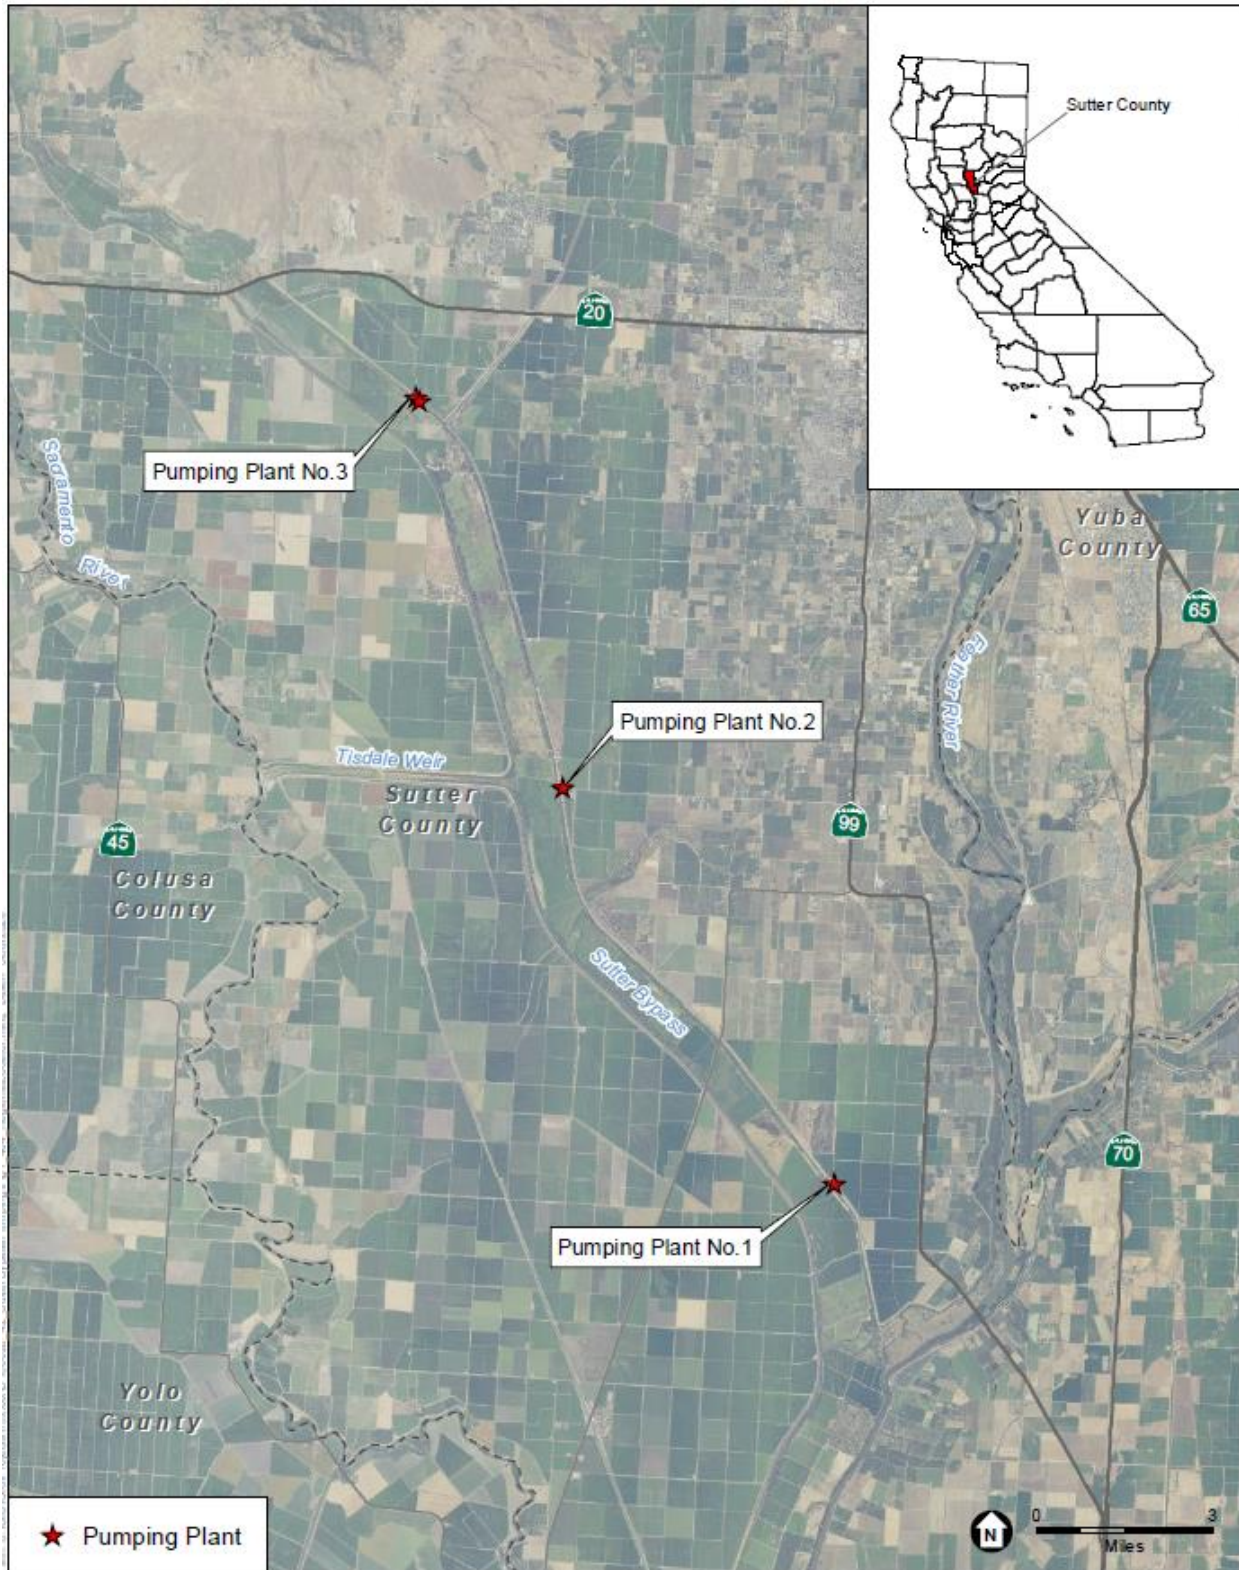 Sutter County
20
Pumping Plant No.3
Sacramento
River
Yuba
County
65
Feather River
Pumping Plant No.2
Tisdale Weir
Sutter
County
99
45
Colusa
County
Sutter Bypass
70
Pumping Plant No.1
Yolo
County
Pumping Plant
N
0 3
Miles